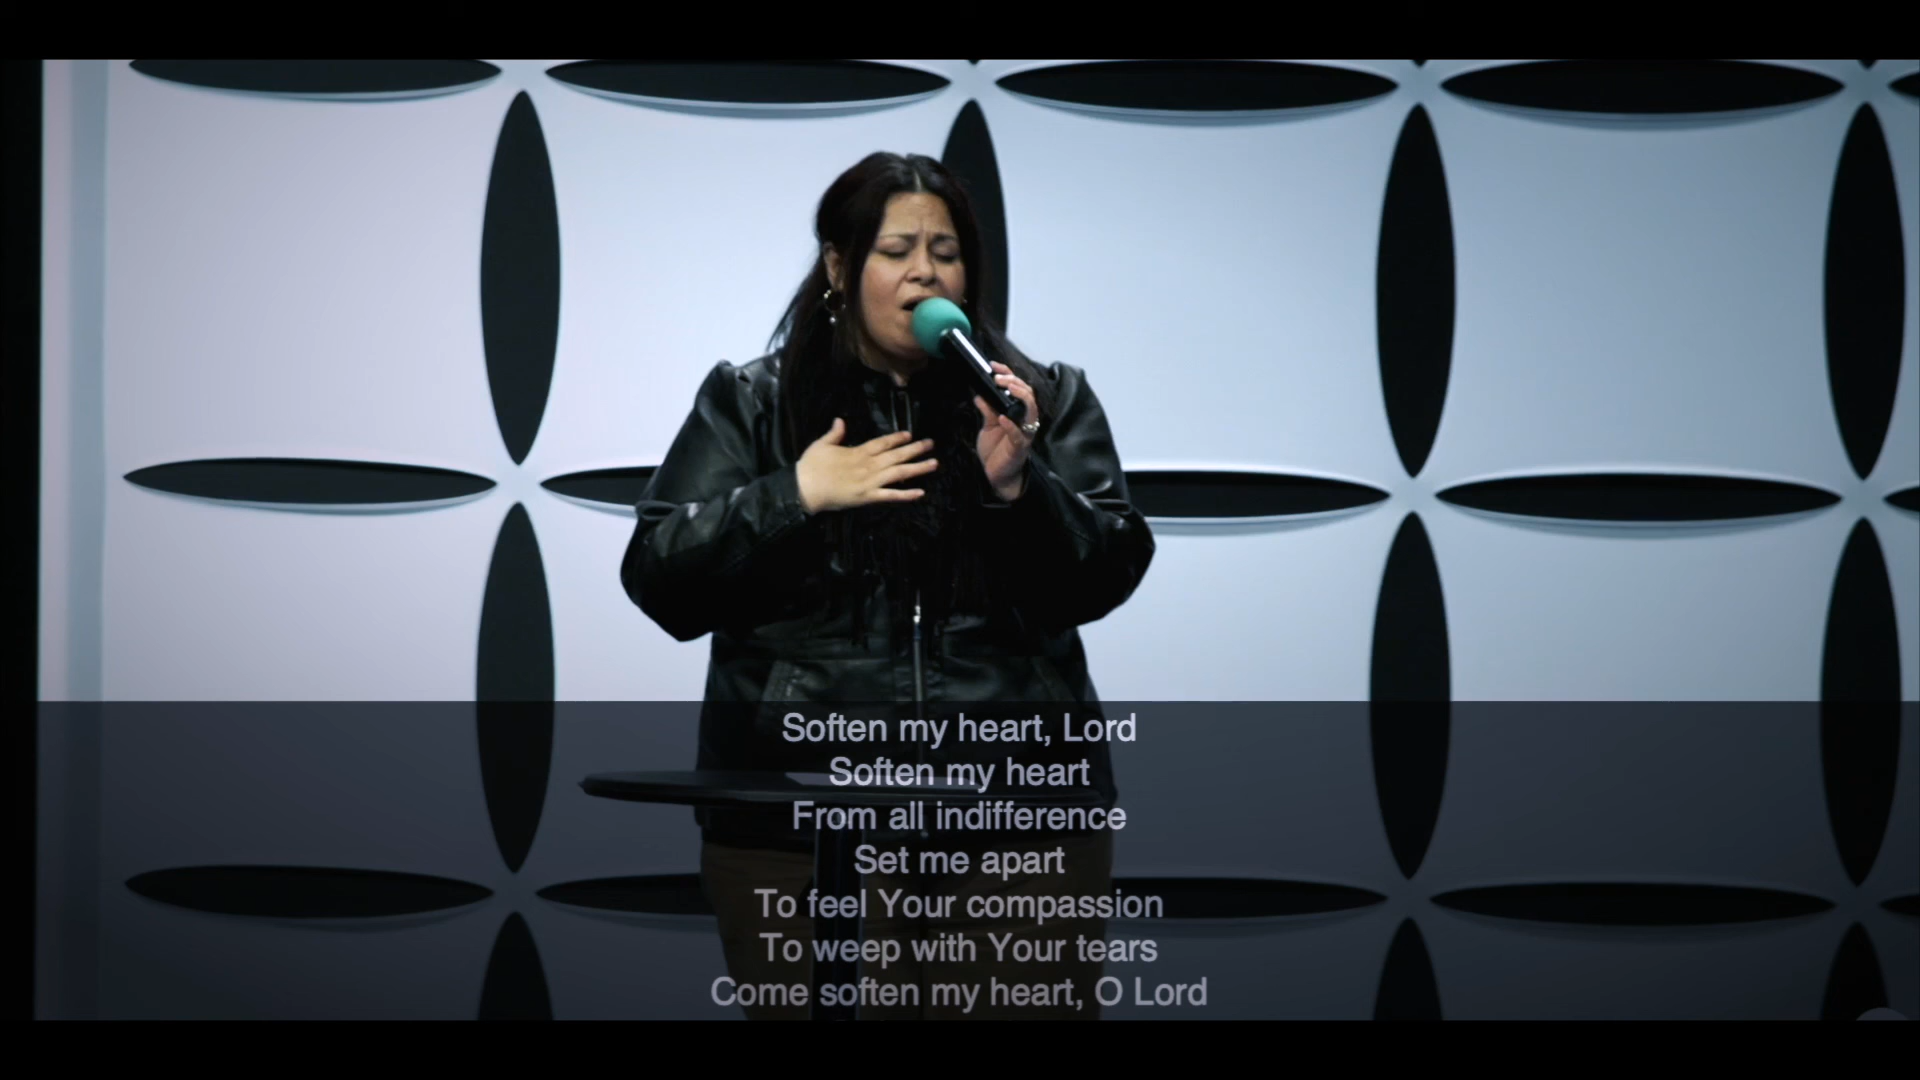 Soften my heart, Lord
Soften my heart
From all indifference
Set me apart
To feel Your compassion
To weep with Your tears
Come soften my heart, O Lord